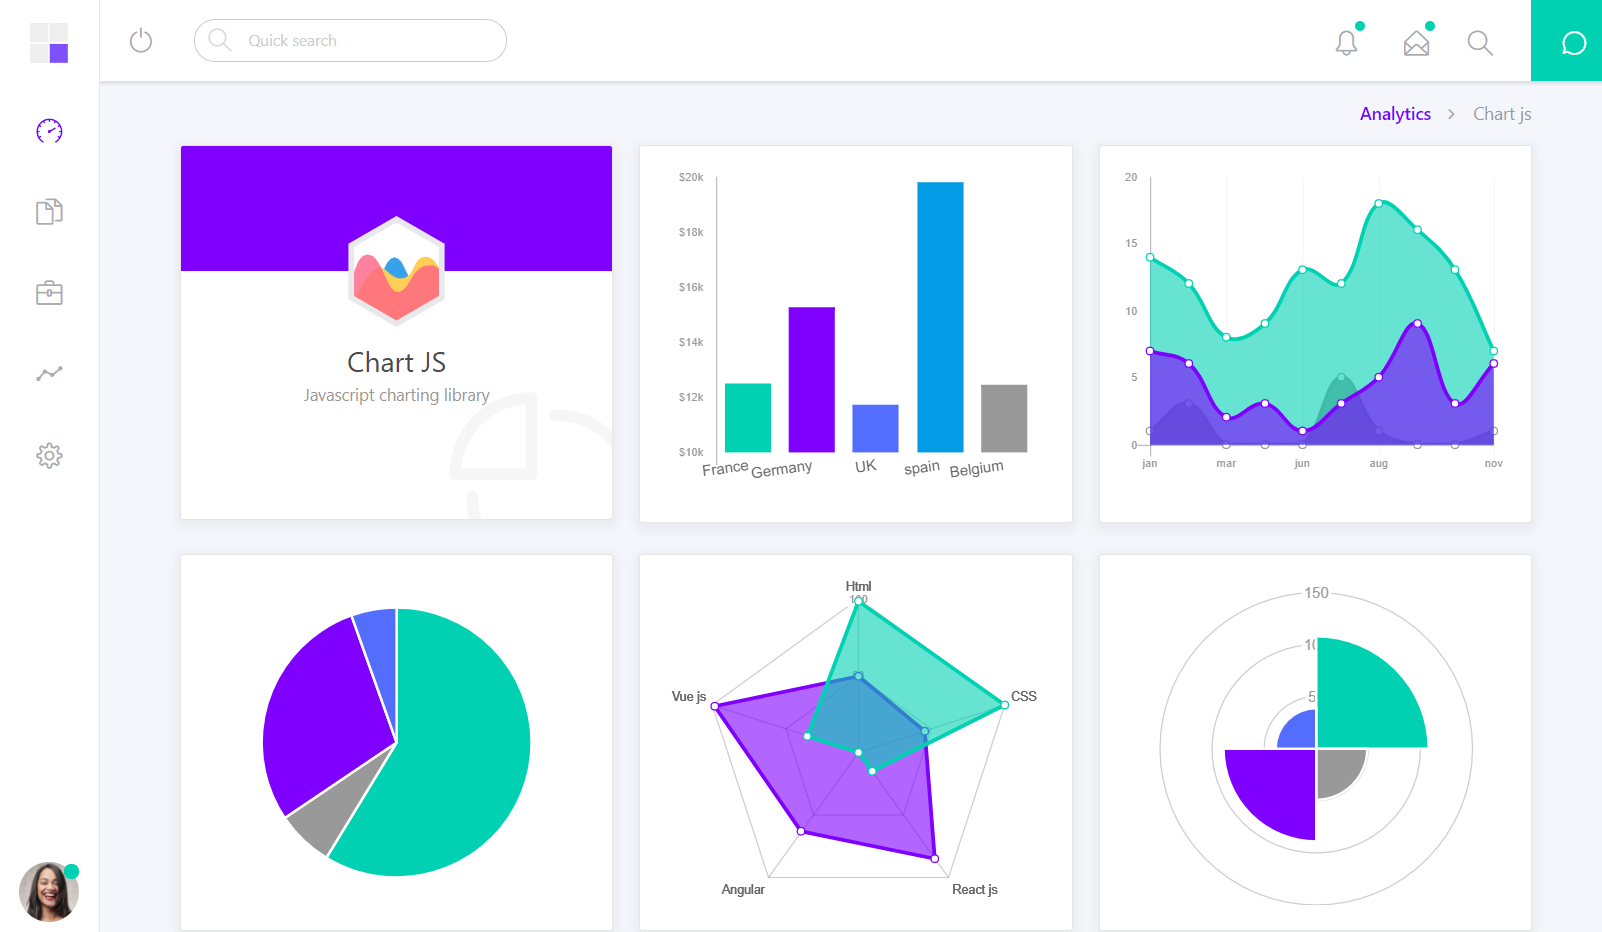 Quick search
Analytics > Chart js
Chart JS
Javascript charting library
$20k
$18k
$16k
$14k
$12k
$10k
France Germany UK spain Belgium
20
15
10
5
0
jan mar jun aug nov
Html
100
Vue js CSS
Angular React js
150